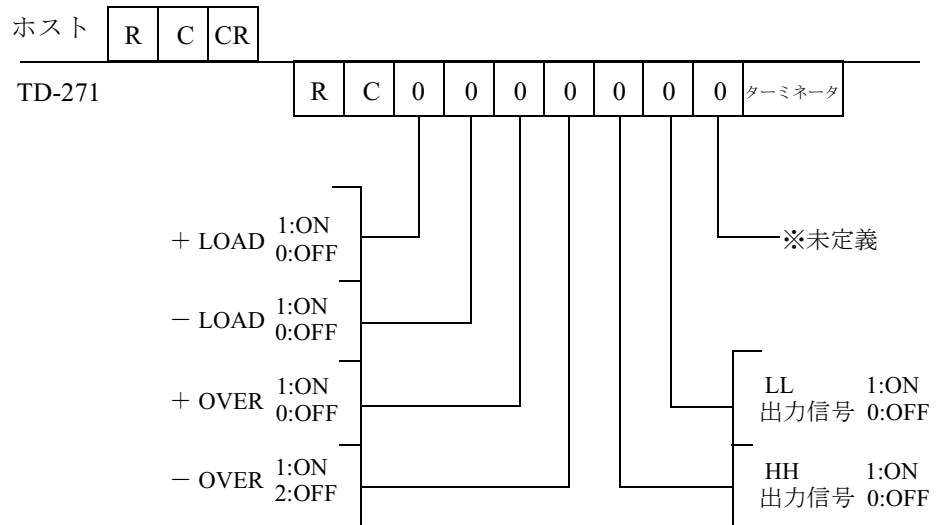 ホスト R C CR
TD-271 R C 0 0 0 0 0 0 0 ターミネータ
+ LOAD 1:ON
0:OFF
※未定義
− LOAD 1:ON
0:OFF
+ OVER 1:ON
0:OFF
LL 1:ON
出力信号 0:OFF
− OVER 1:ON
2:OFF
HH 1:ON
出力信号 0:OFF